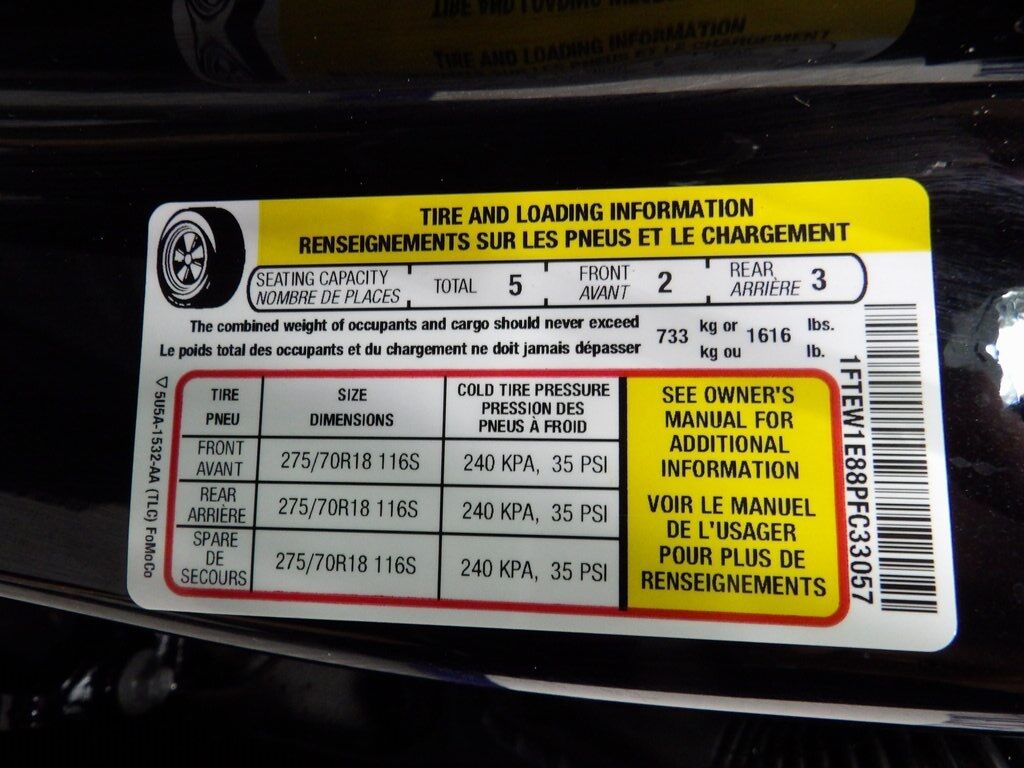 TIRE AND LOADING INFORMATION
TIRE AND LOADING INFORMATION
RENSEIGNEMENTS SUR LES PNEUS ET LE CHARGEMENT
SEATING CAPACITY TOTAL 5 FRONT 2 REAR 3
NOMBRE DE PLACES AVANT ARRIÈRE
The combined weight of occupants and cargo should never exceed 733 kg or 1616 lbs.
Le poids total des occupants et du chargement ne doit jamais dépasser kg ou lb.
TIRE SIZE COLD TIRE PRESSURE
PNEU DIMENSIONS PRESSION DES
PNEUS À FROID
FRONT
AVANT 275/70R18 116S 240 KPA, 35 PSI
REAR
ARRIÈRE 275/70R18 116S 240 KPA, 35 PSI
SPARE
DE
SECOURS 275/70R18 116S 240 KPA, 35 PSI
SEE OWNER'S
MANUAL FOR
ADDITIONAL
INFORMATION
VOIR LE MANUEL
DE L'USAGER
POUR PLUS DE
RENSEIGNEMENTS
5U5A-1532-AA (TLC) FoMoCo
1FTEW1E88PFC33057